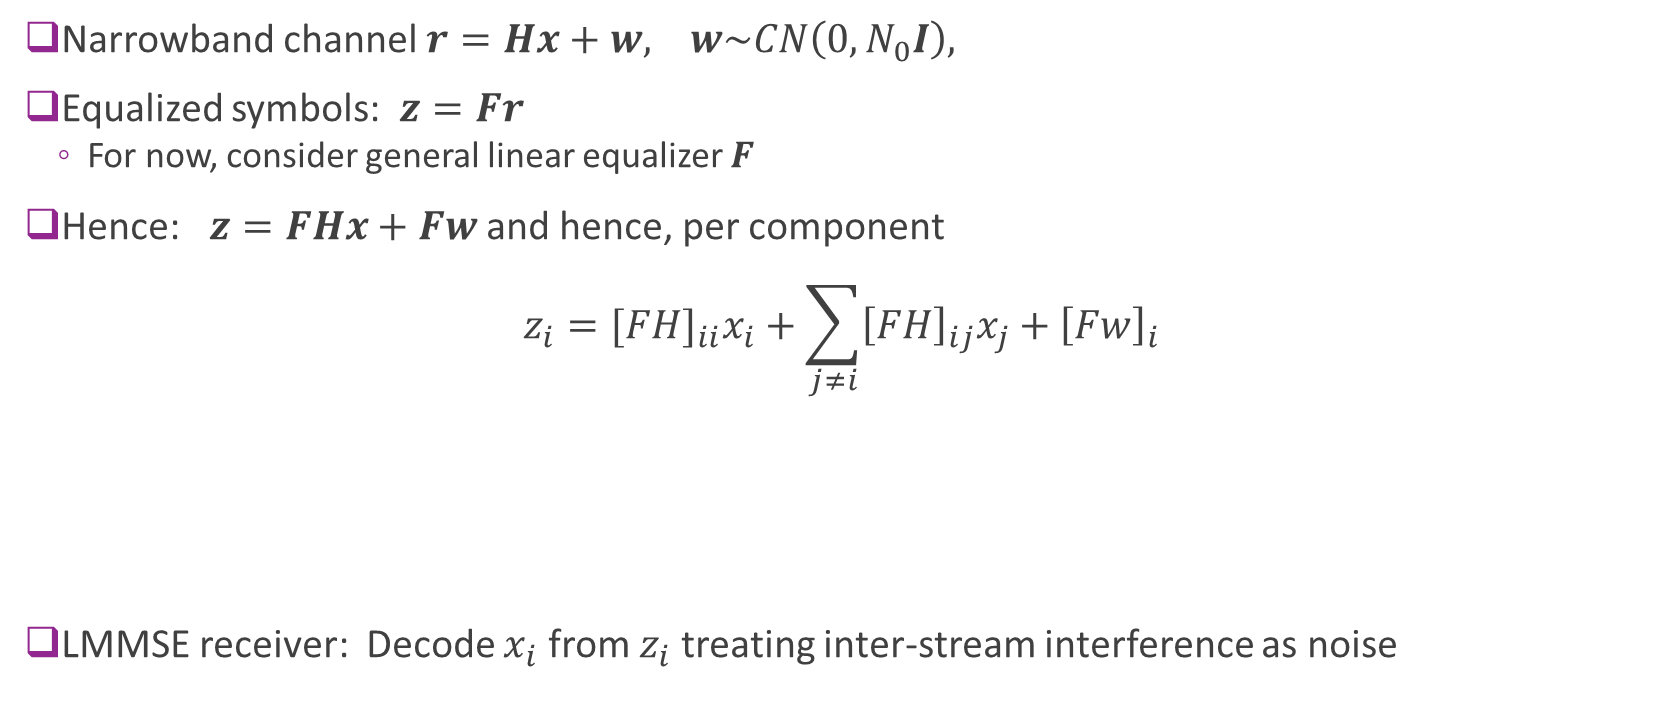 ❑Narrowband channel r = Hx + w, w~CN(0, N₀I),
❑Equalized symbols: z = Fr
◦ For now, consider general linear equalizer F
❑Hence: z = FHx + Fw and hence, per component
zᵢ = [FH]ᵢᵢxᵢ + ∑_{j≠i} [FH]ᵢⱼxⱼ + [Fw]ᵢ
❑LMMSE receiver: Decode xᵢ from zᵢ treating inter-stream interference as noise